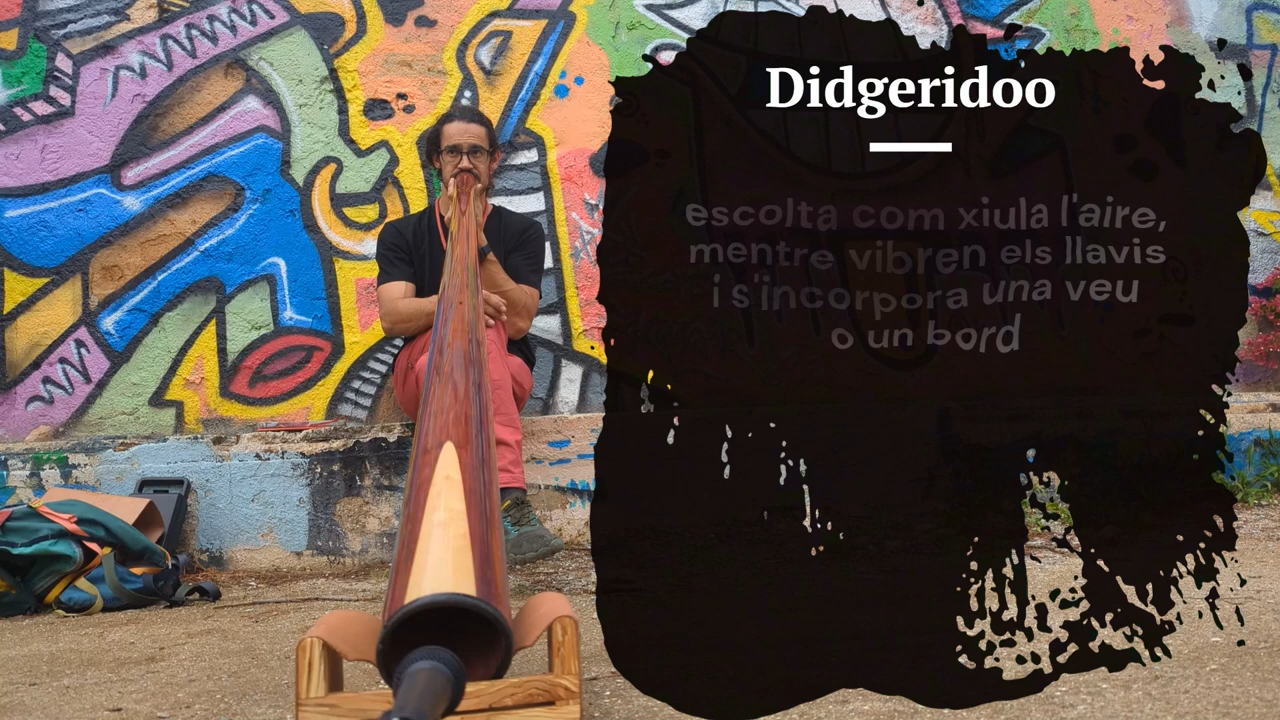 Didgeridoo
escolta com xiula l'aire,
mentre vibren els llavis
i s'incorpora una veu
o un bord